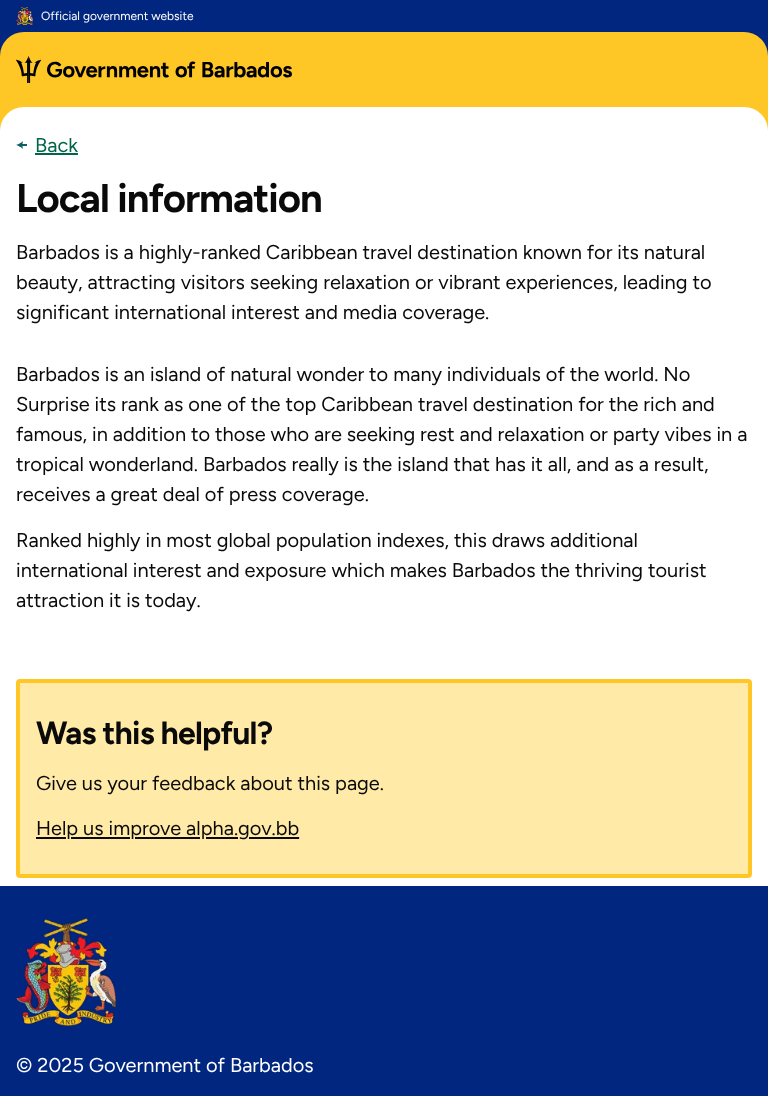 Official government website
Government of Barbados
Back
Local information
Barbados is a highly-ranked Caribbean travel destination known for its natural
beauty, attracting visitors seeking relaxation or vibrant experiences, leading to
significant international interest and media coverage.
Barbados is an island of natural wonder to many individuals of the world. No
Surprise its rank as one of the top Caribbean travel destination for the rich and
famous, in addition to those who are seeking rest and relaxation or party vibes in a
tropical wonderland. Barbados really is the island that has it all, and as a result,
receives a great deal of press coverage.
Ranked highly in most global population indexes, this draws additional
international interest and exposure which makes Barbados the thriving tourist
attraction it is today.
Was this helpful?
Give us your feedback about this page.
Help us improve alpha.gov.bb
PRIDE AND INDUSTRY
© 2025 Government of Barbados